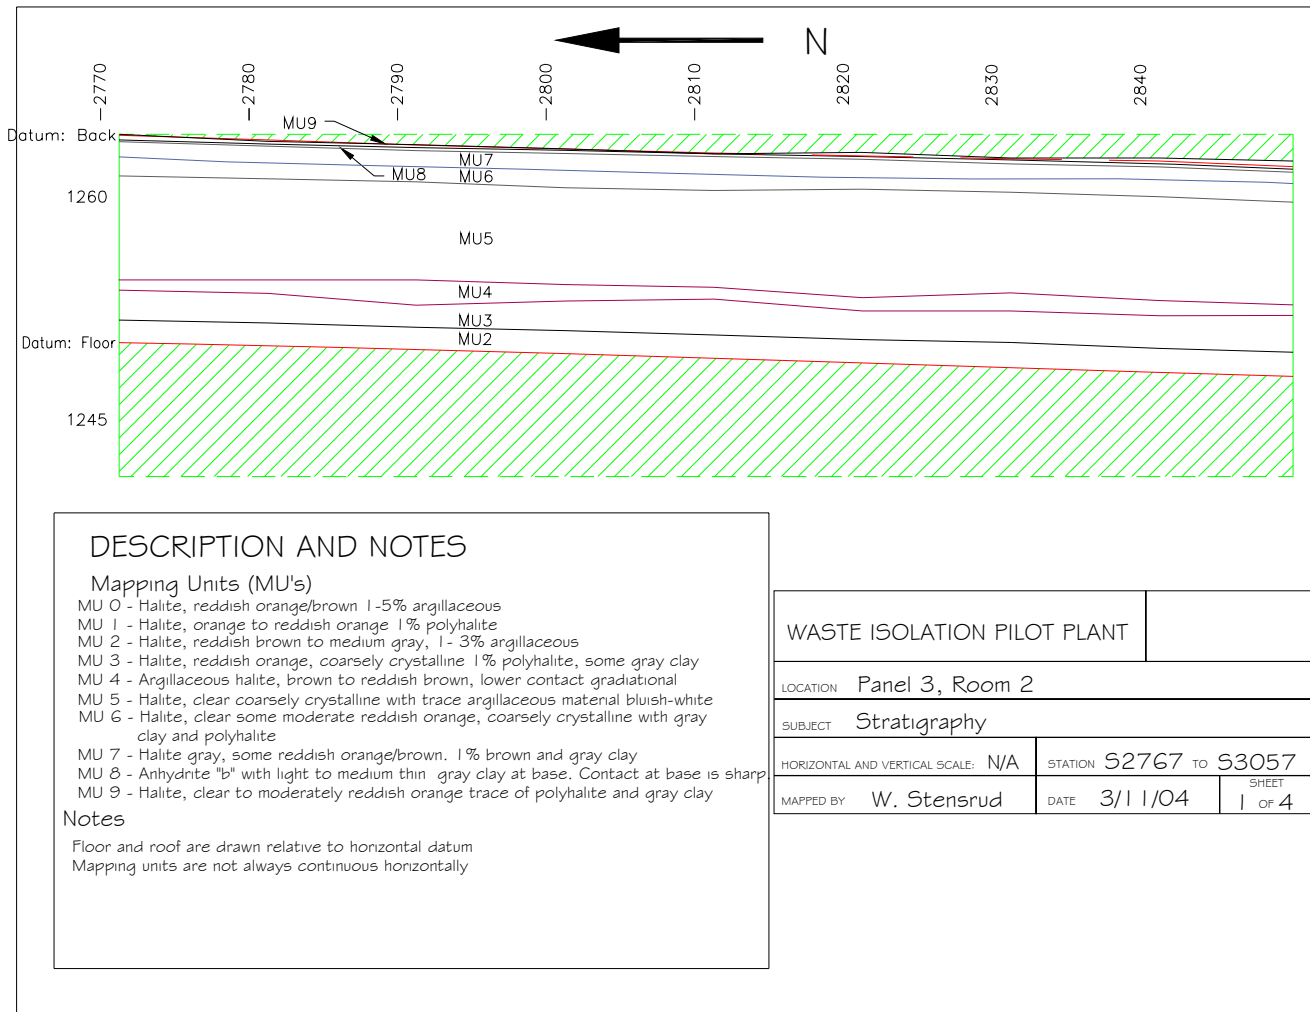 N
2770
2780
2790
2800
2810
2820
2830
2840
Datum: Back
MU9
MU7
MU8
MU6
1260
MU5
MU4
MU3
Datum: Floor
MU2
1245
DESCRIPTION AND NOTES
Mapping Units (MU's)
MU 0 - Halite, reddish orange/brown 1-5% argillaceous
MU 1 - Halite, orange to reddish orange 1% polyhalite
MU 2 - Halite, reddish brown to medium gray, 1- 3% argillaceous
MU 3 - Halite, reddish orange, coarsely crystalline 1% polyhalite, some gray clay
MU 4 - Argillaceous halite, brown to reddish brown, lower contact gradiational
MU 5 - Halite, clear coarsely crystalline with trace argillaceous material bluish-white
MU 6 - Halite, clear some moderate reddish orange, coarsely crystalline with gray
clay and polyhalite
MU 7 - Halite gray, some reddish orange/brown. 1% brown and gray clay
MU 8 - Anhydrite "b" with light to medium thin gray clay at base. Contact at base is sharp.
MU 9 - Halite, clear to moderately reddish orange trace of polyhalite and gray clay
Notes
Floor and roof are drawn relative to horizontal datum
Mapping units are not always continuous horizontally
WASTE ISOLATION PILOT PLANT
LOCATION Panel 3, Room 2
SUBJECT Stratigraphy
HORIZONTAL AND VERTICAL SCALE: N/A
STATION S2767 TO S3057
MAPPED BY W. Stensrud
DATE 3/11/04
SHEET
1 OF 4